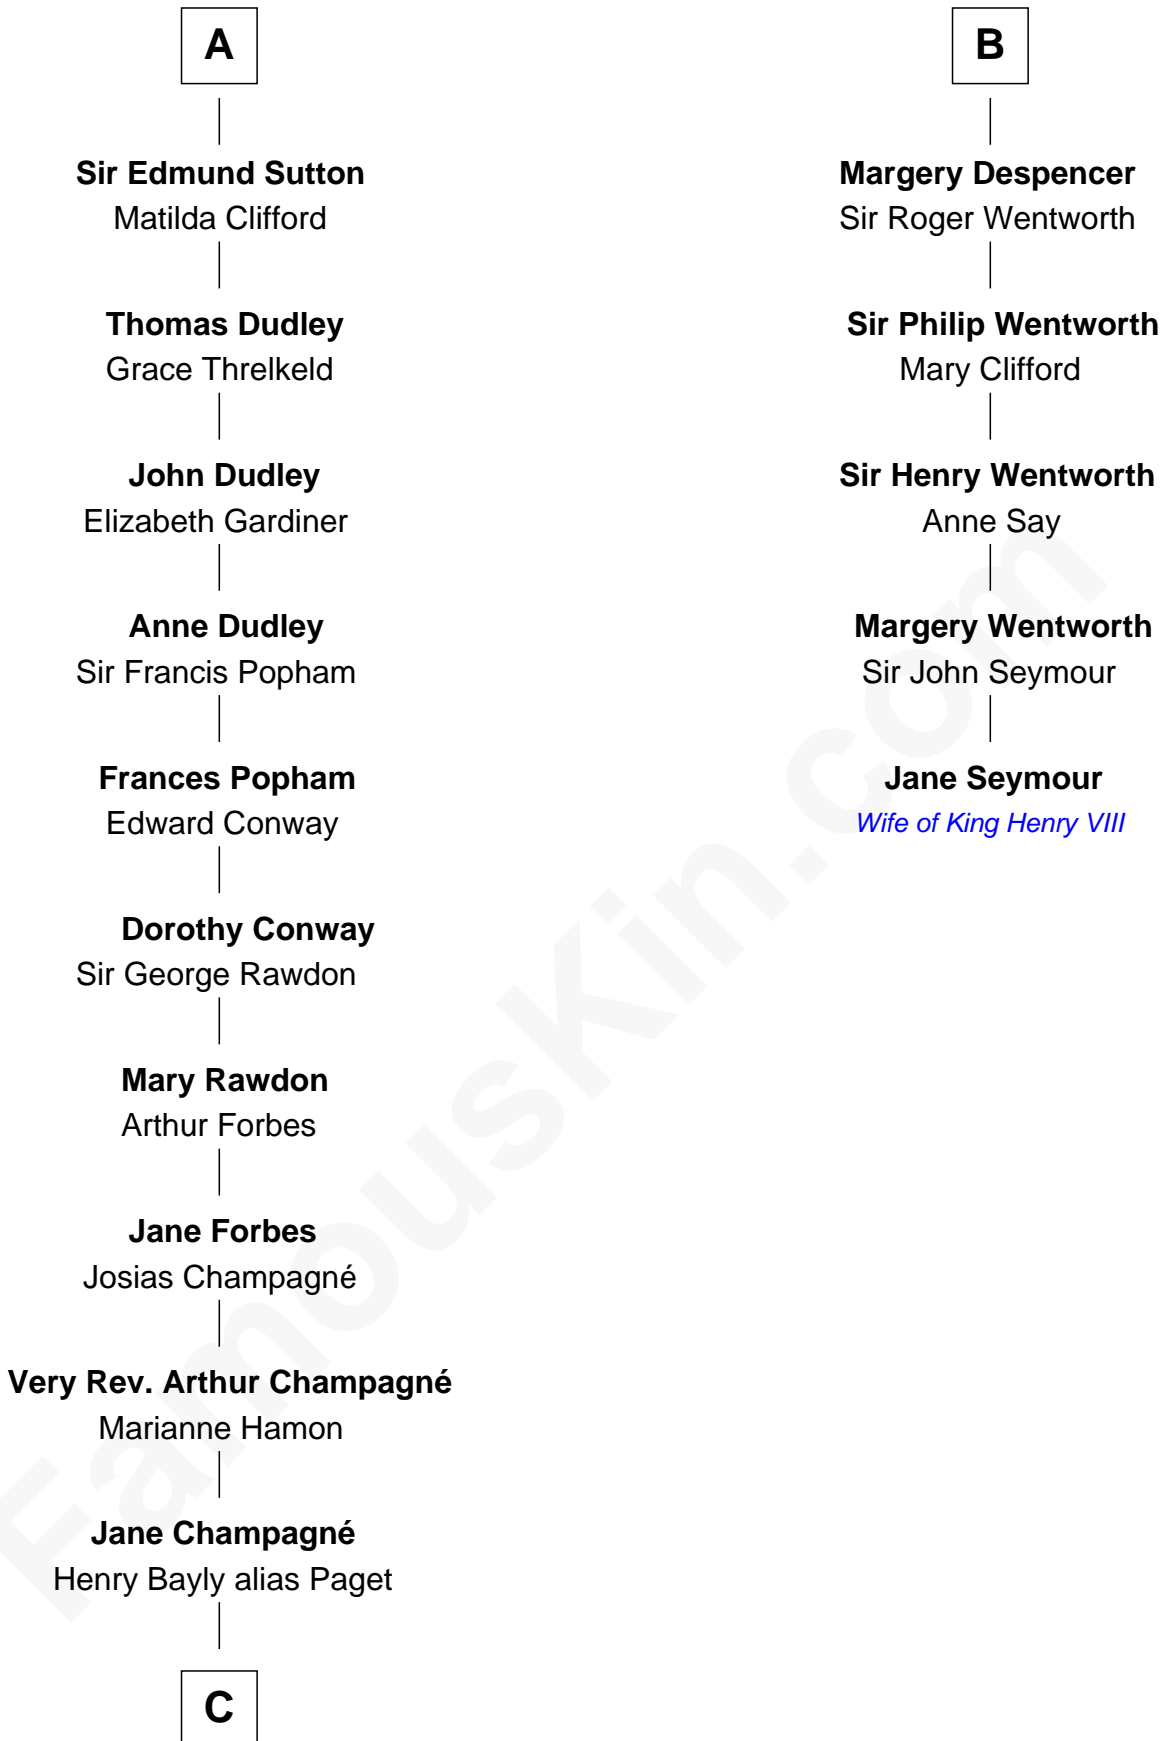 A
Sir Edmund Sutton
Matilda Clifford
Thomas Dudley
Grace Threlkeld
John Dudley
Elizabeth Gardiner
Anne Dudley
Sir Francis Popham
Frances Popham
Edward Conway
Dorothy Conway
Sir George Rawdon
Mary Rawdon
Arthur Forbes
Jane Forbes
Josias Champagné
Very Rev. Arthur Champagné
Marianne Hamon
Jane Champagné
Henry Bayly alias Paget
C
B
Margery Despencer
Sir Roger Wentworth
Sir Philip Wentworth
Mary Clifford
Sir Henry Wentworth
Anne Say
Margery Wentworth
Sir John Seymour
Jane Seymour
Wife of King Henry VIII
FamousKin.com